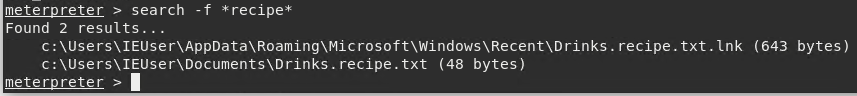 meterpreter > search -f *recipe*
Found 2 results...
    c:\Users\IEUser\AppData\Roaming\Microsoft\Windows\Recent\Drinks.recipe.txt.lnk (643 bytes)
    c:\Users\IEUser\Documents\Drinks.recipe.txt (48 bytes)
meterpreter >